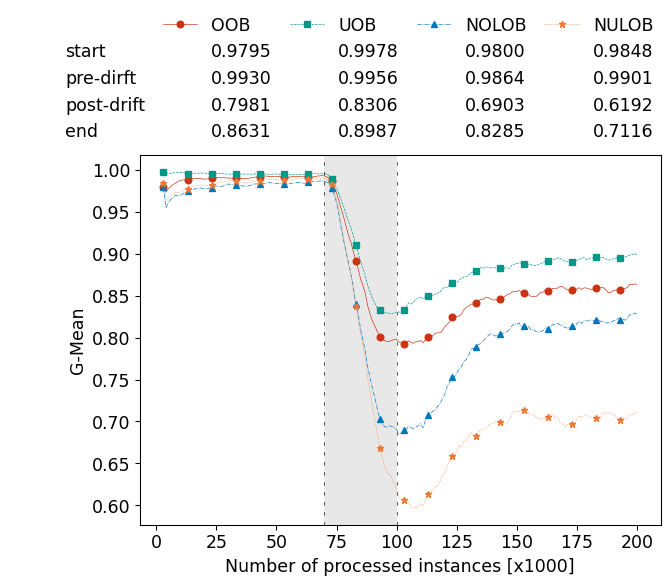 OOB UOB NOLOB NULOB
start 0.9795 0.9978 0.9800 0.9848
pre-dirft 0.9930 0.9956 0.9864 0.9901
post-drift 0.7981 0.8306 0.6903 0.6192
end 0.8631 0.8987 0.8285 0.7116
1.00
0.95
0.90
0.85
0.80
0.75
0.70
0.65
0.60
G-Mean
0 25 50 75 100 125 150 175 200
Number of processed instances [x1000]